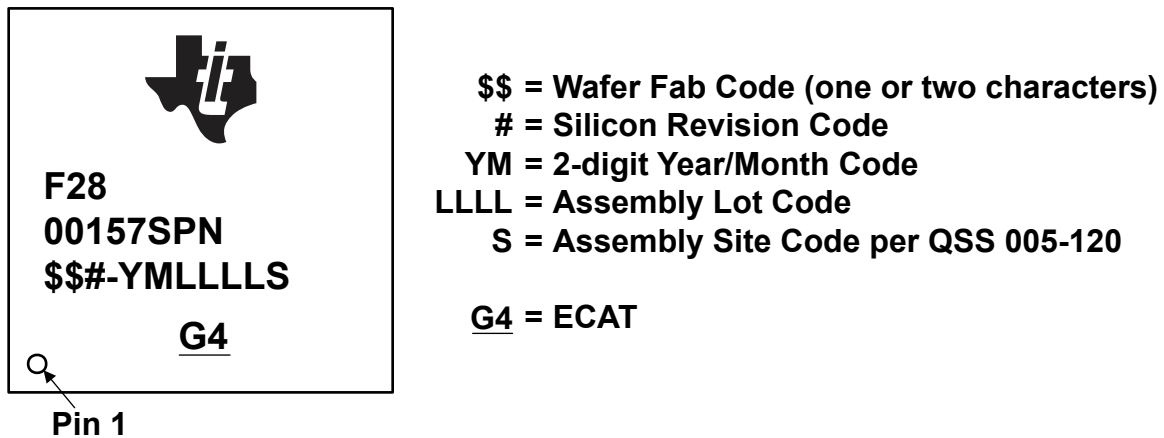 F28
00157SPN
$$#-YMLLLLS
G4
Pin 1
$$ = Wafer Fab Code (one or two characters)
# = Silicon Revision Code
YM = 2-digit Year/Month Code
LLLL = Assembly Lot Code
S = Assembly Site Code per QSS 005-120
G4 = ECAT